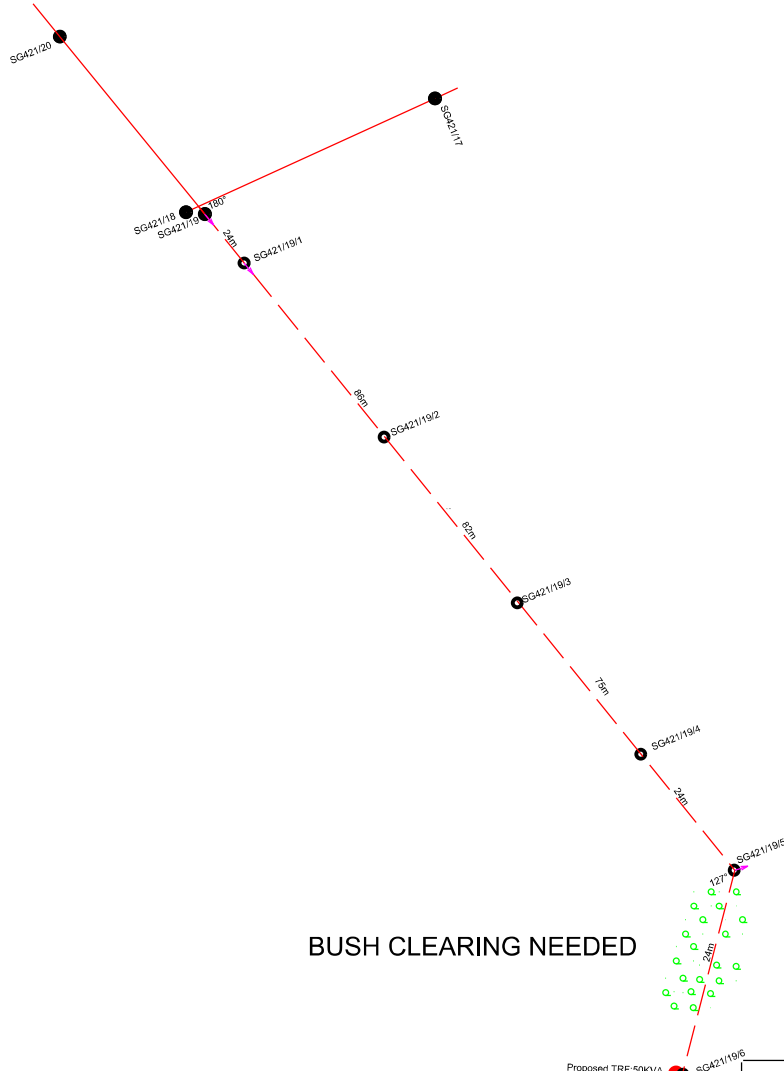 SG421/20
SG421/17
SG421/18
SG421/19
180°
24m
SG421/19/1
86m
SG421/19/2
82m
SG421/19/3
75m
SG421/19/4
24m
SG421/19/5
127°
BUSH CLEARING NEEDED
24m
Proposed TRF:50KVA
SG421/19/6